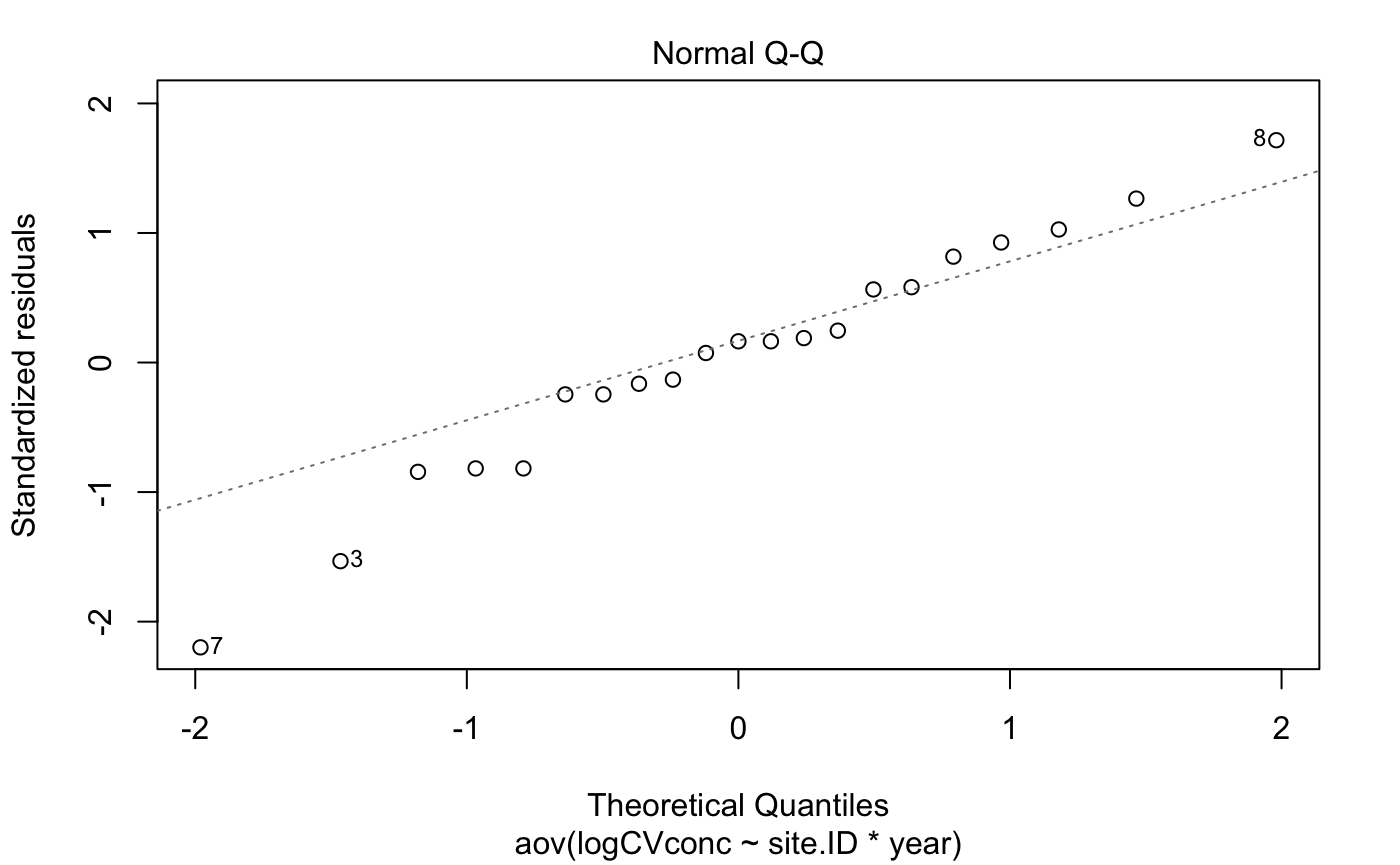 Normal Q-Q
Standardized residuals
2
1
0
-1
-2
8
3
7
-2 -1 0 1 2
Theoretical Quantiles
aov(logCVconc ~ site.ID * year)